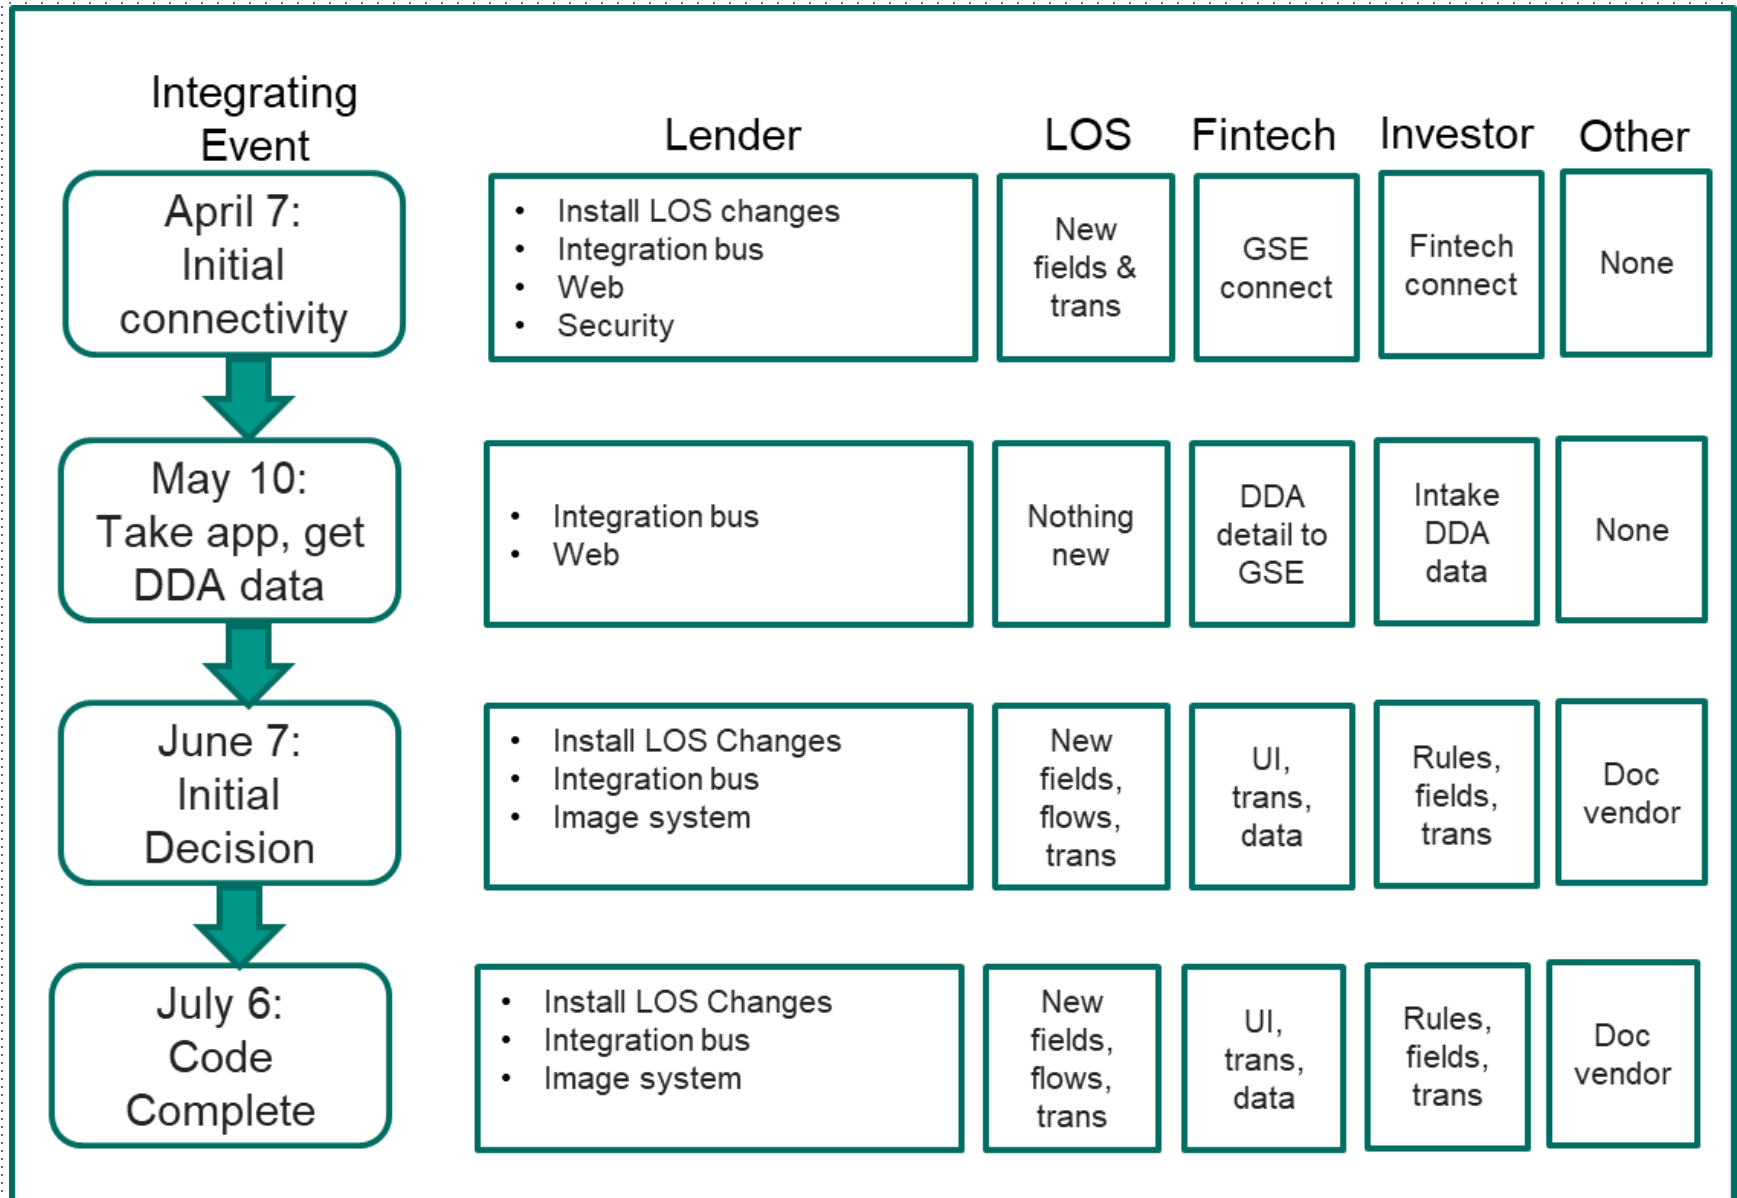 Integrating
Event
Lender
LOS
Fintech
Investor
Other
April 7:
Initial
connectivity
• Install LOS changes
• Integration bus
• Web
• Security
New
fields &
trans
GSE
connect
Fintech
connect
None
May 10:
Take app, get
DDA data
• Integration bus
• Web
Nothing
new
DDA
detail to
GSE
Intake
DDA
data
None
June 7:
Initial
Decision
• Install LOS Changes
• Integration bus
• Image system
New
fields,
flows,
trans
UI,
trans,
data
Rules,
fields,
trans
Doc
vendor
July 6:
Code
Complete
• Install LOS Changes
• Integration bus
• Image system
New
fields,
flows,
trans
UI,
trans,
data
Rules,
fields,
trans
Doc
vendor